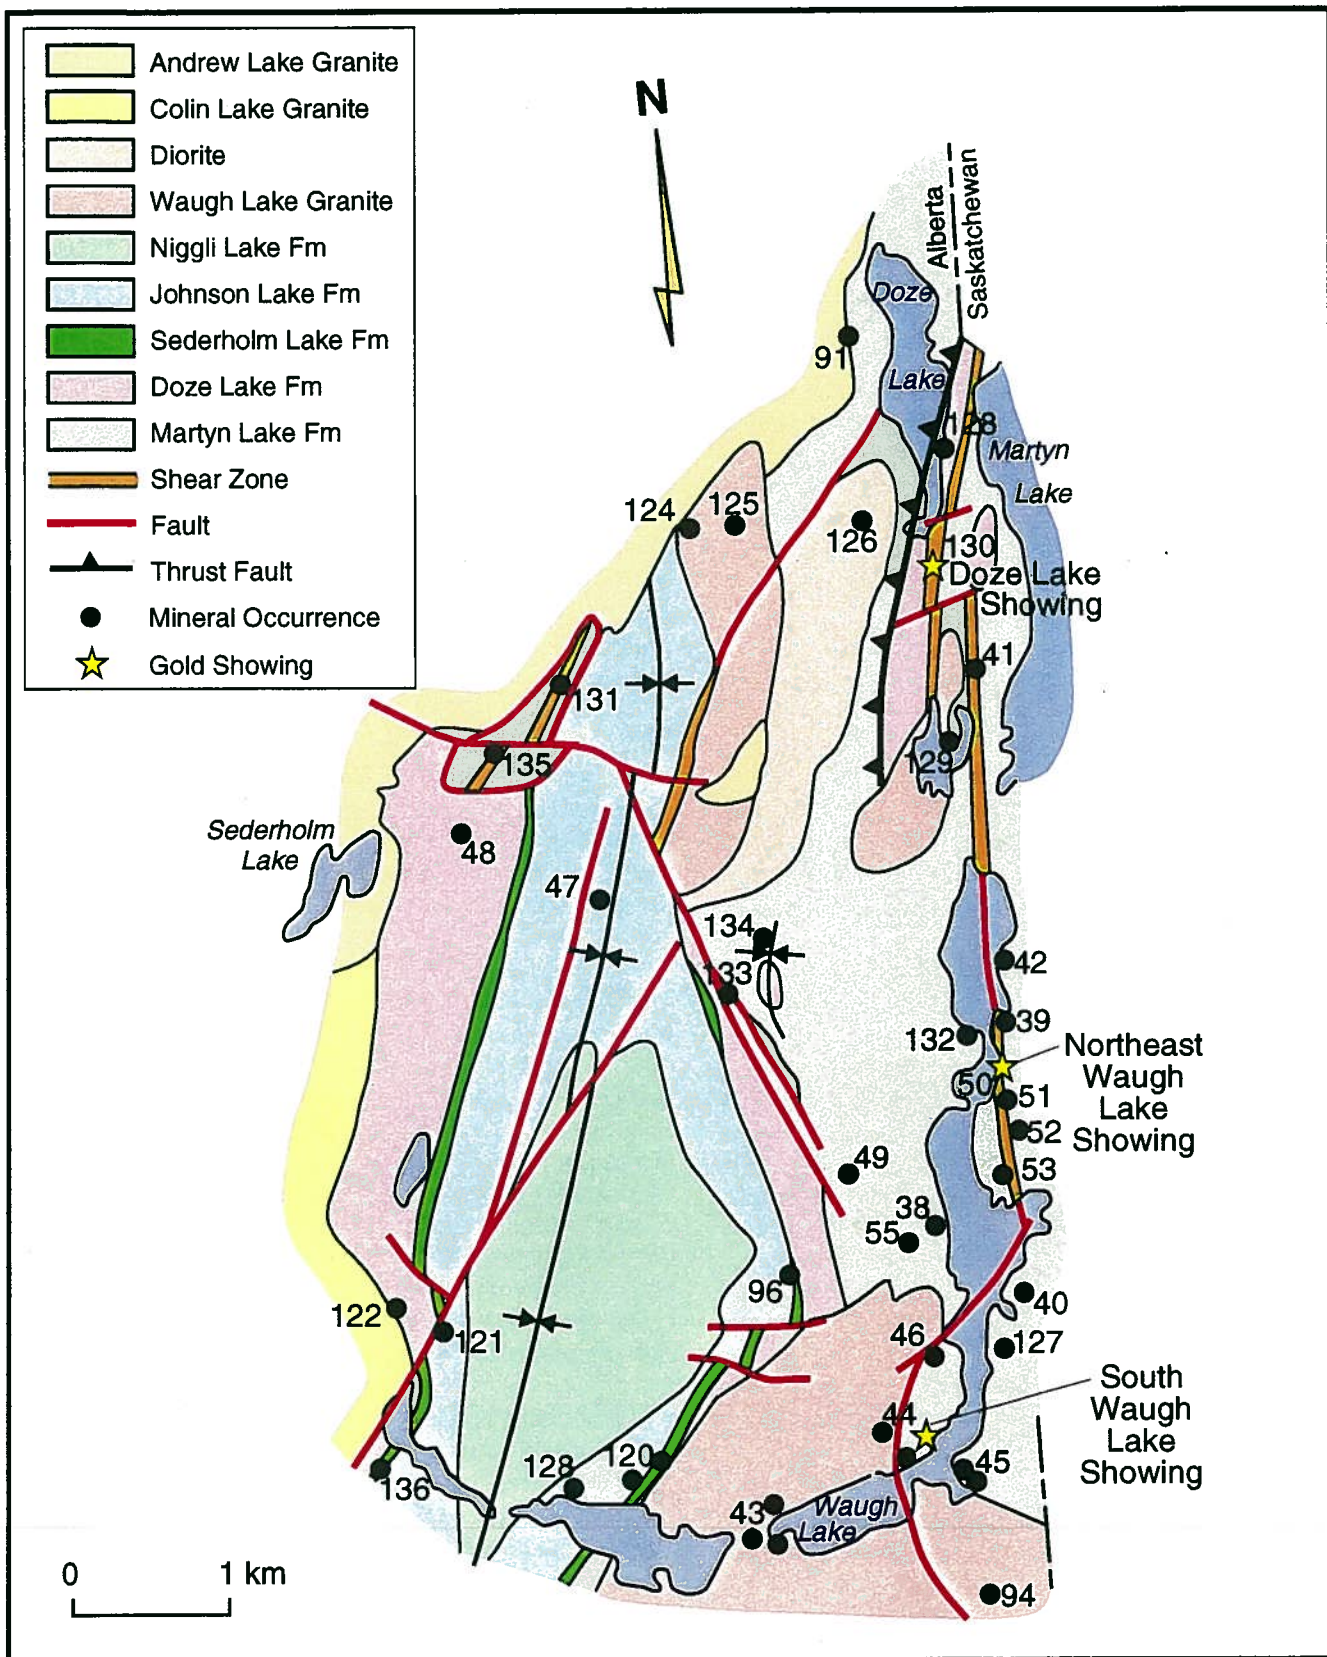 Andrew Lake Granite
Colin Lake Granite
Diorite
Waugh Lake Granite
Niggli Lake Fm
Johnson Lake Fm
Sederholm Lake Fm
Doze Lake Fm
Martyn Lake Fm
Shear Zone
Fault
Thrust Fault
Mineral Occurrence
Gold Showing
N
Alberta
Saskatchewan
Doze
Lake
91
128
Martyn
Lake
124
125
126
130
Doze Lake
Showing
41
131
135
129
Sederholm
Lake
48
47
134
133
42
39
132
Northeast
Waugh
Lake
Showing
50
51
52
53
49
38
55
96
40
122
121
46
127
South
Waugh
Lake
Showing
44
45
128
120
136
43
Waugh
Lake
94
0
1 km